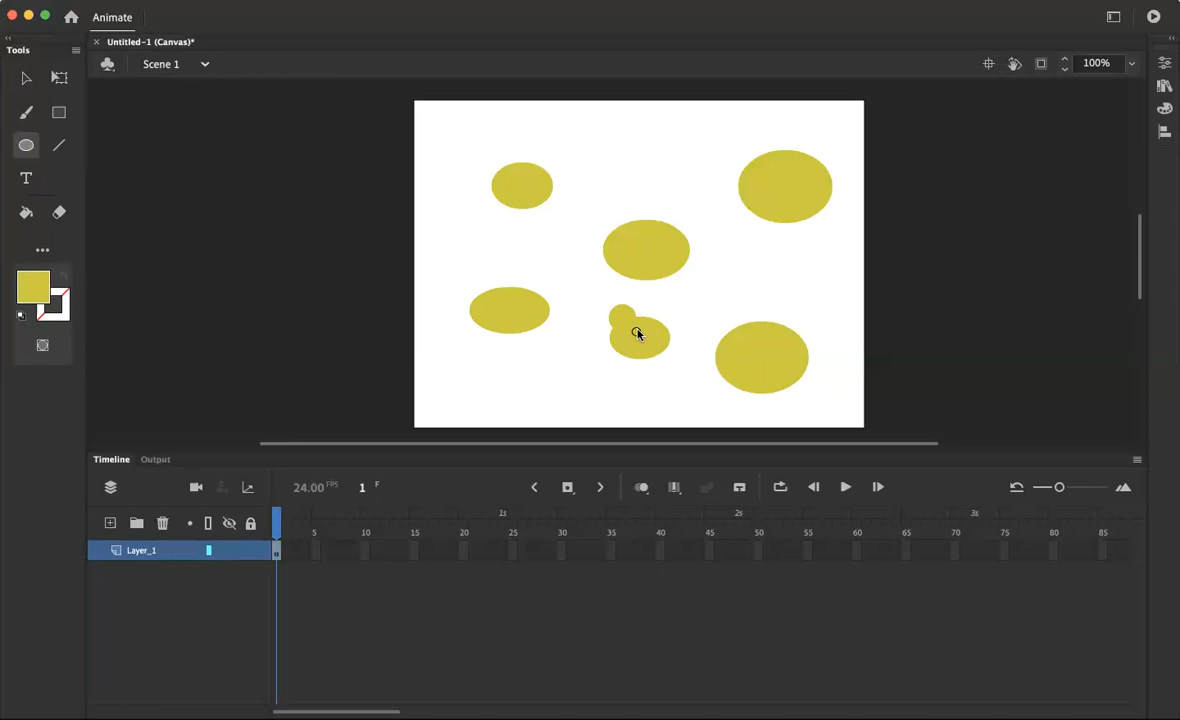 Animate
Untitled-1 (Canvas)*
Tools
Scene 1
100%
T
Timeline Output
24.00 FPS 1 F
1s 2s 3s
5 10 15 20 25 30 35 40 45 50 55 60 65 70 75 80 85
Layer_1